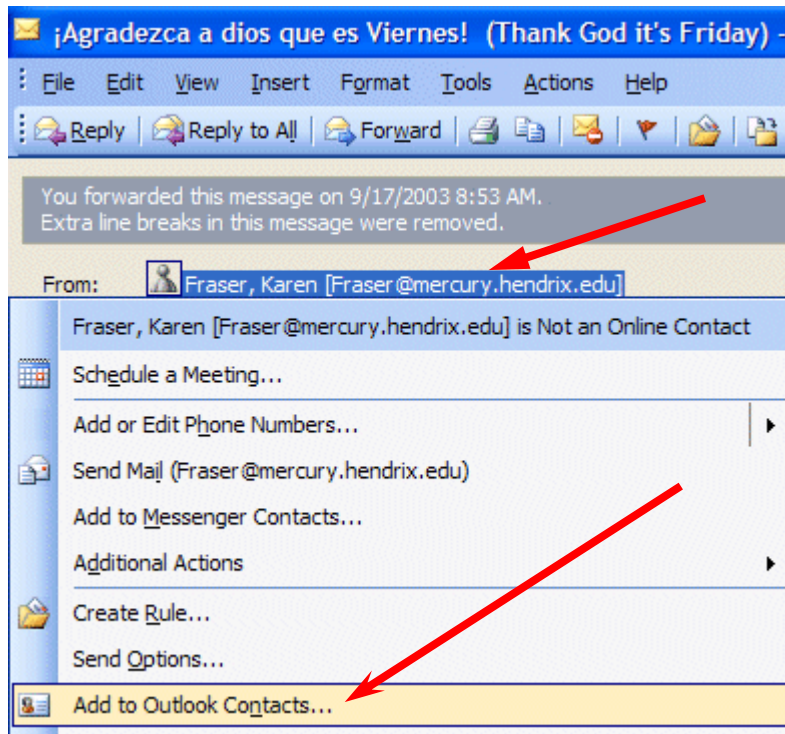 ¡Agradezca a dios que es Viernes! (Thank God it's Friday) -
File Edit View Insert Format Tools Actions Help
Reply Reply to All Forward
You forwarded this message on 9/17/2003 8:53 AM.
Extra line breaks in this message were removed.
From: Fraser, Karen [Fraser@mercury.hendrix.edu]
Fraser, Karen [Fraser@mercury.hendrix.edu] is Not an Online Contact
Schedule a Meeting...
Add or Edit Phone Numbers...
Send Mail (Fraser@mercury.hendrix.edu)
Add to Messenger Contacts...
Additional Actions
Create Rule...
Send Options...
Add to Outlook Contacts...